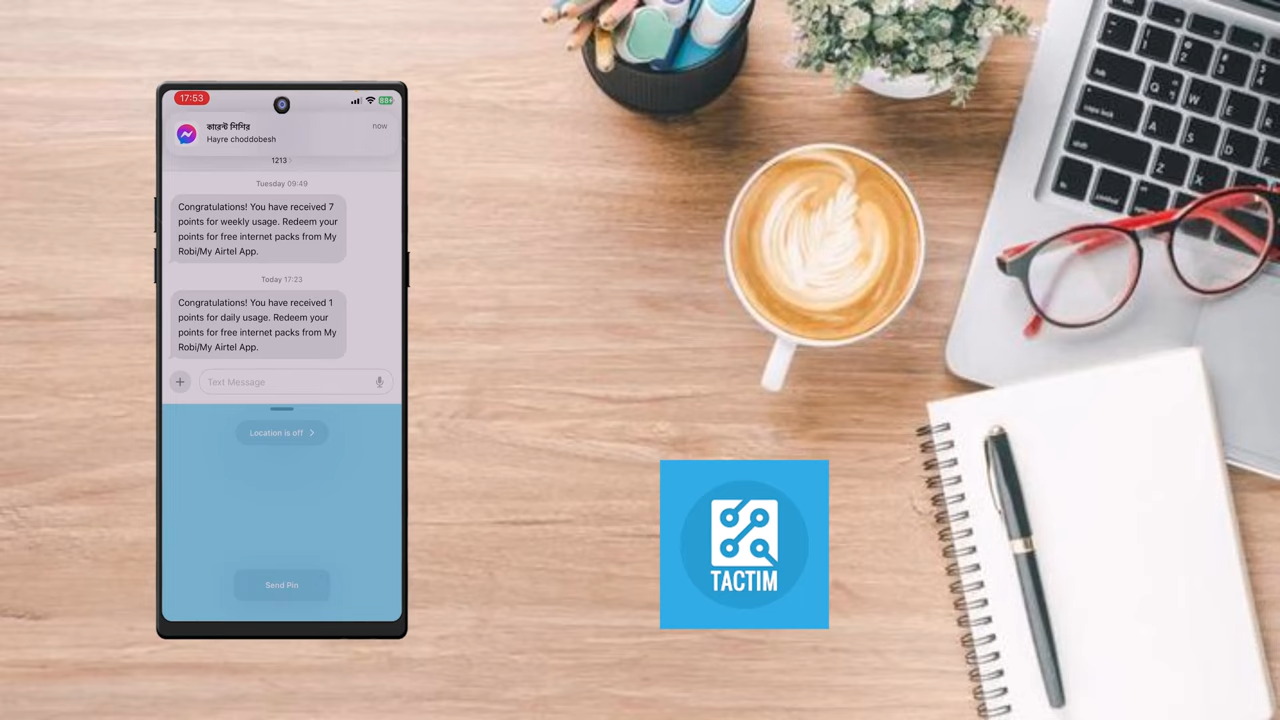 17:53
88+
কারেন্ট শিশির
now
Hayre choddobesh
1213
Tuesday 09:49
Congratulations! You have received 7
points for weekly usage. Redeem your
points for free internet packs from My
Robi/My Airtel App.
Today 17:23
Congratulations! You have received 1
points for daily usage. Redeem your
points for free internet packs from My
Robi/My Airtel App.
Text Message
Location is off
Send Pin
TACTIM